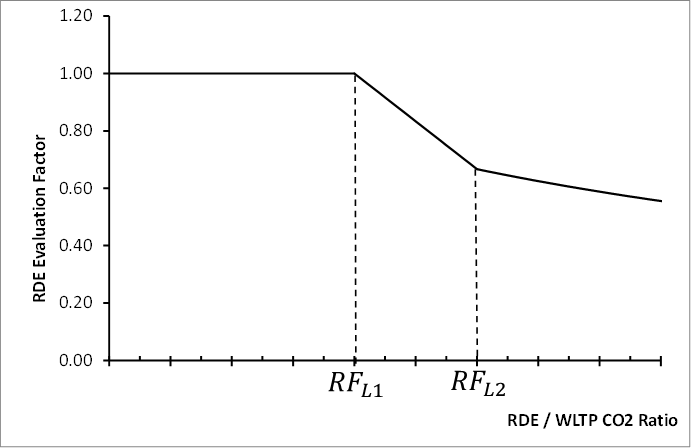 1.20
1.00
0.80
0.60
0.40
0.20
0.00
RDE Evaluation Factor
RF_L1
RF_L2
RDE / WLTP CO2 Ratio